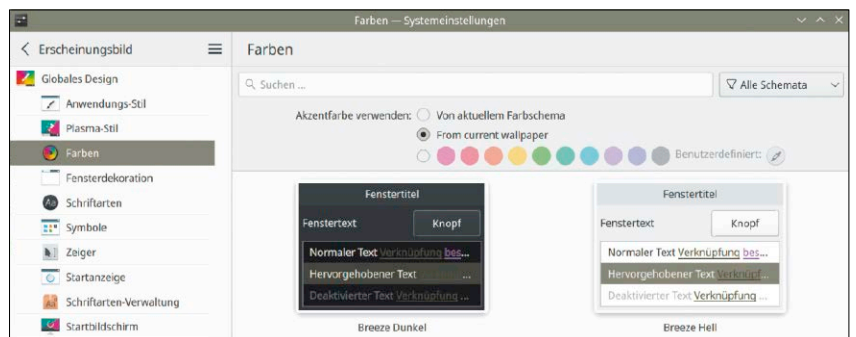 Farben — Systemeinstellungen
Erscheinungsbild
Farben
Globales Design
Anwendungs-Stil
Plasma-Stil
Farben
Fensterdekoration
Schriftarten
Symbole
Zeiger
Startanzeige
Schriftarten-Verwaltung
Startbildschirm
Suchen ...
Alle Schemata
Akzentfarbe verwenden:
Von aktuellem Farbschema
From current wallpaper
Benutzerdefiniert:
Fenstertitel
Fenstertext Knopf
Normaler Text Verknüpfung bes...
Hervorgehobener Text ...
Deaktivierter Text Verknüpfung ...
Breeze Dunkel
Fenstertitel
Fenstertext Knopf
Normaler Text Verknüpfung bes...
Hervorgehobener Text Verknüpf...
Deaktivierter Text Verknüpfung ...
Breeze Hell